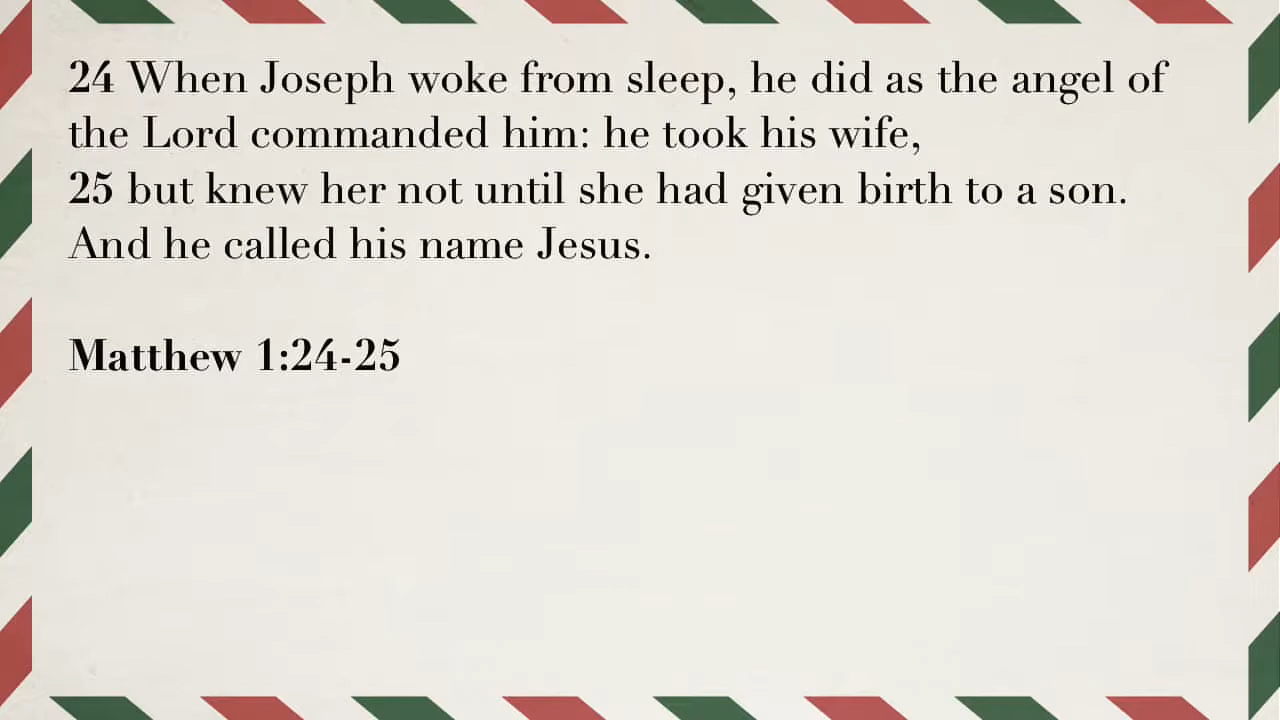 24 When Joseph woke from sleep, he did as the angel of
the Lord commanded him: he took his wife,
25 but knew her not until she had given birth to a son.
And he called his name Jesus.
Matthew 1:24-25